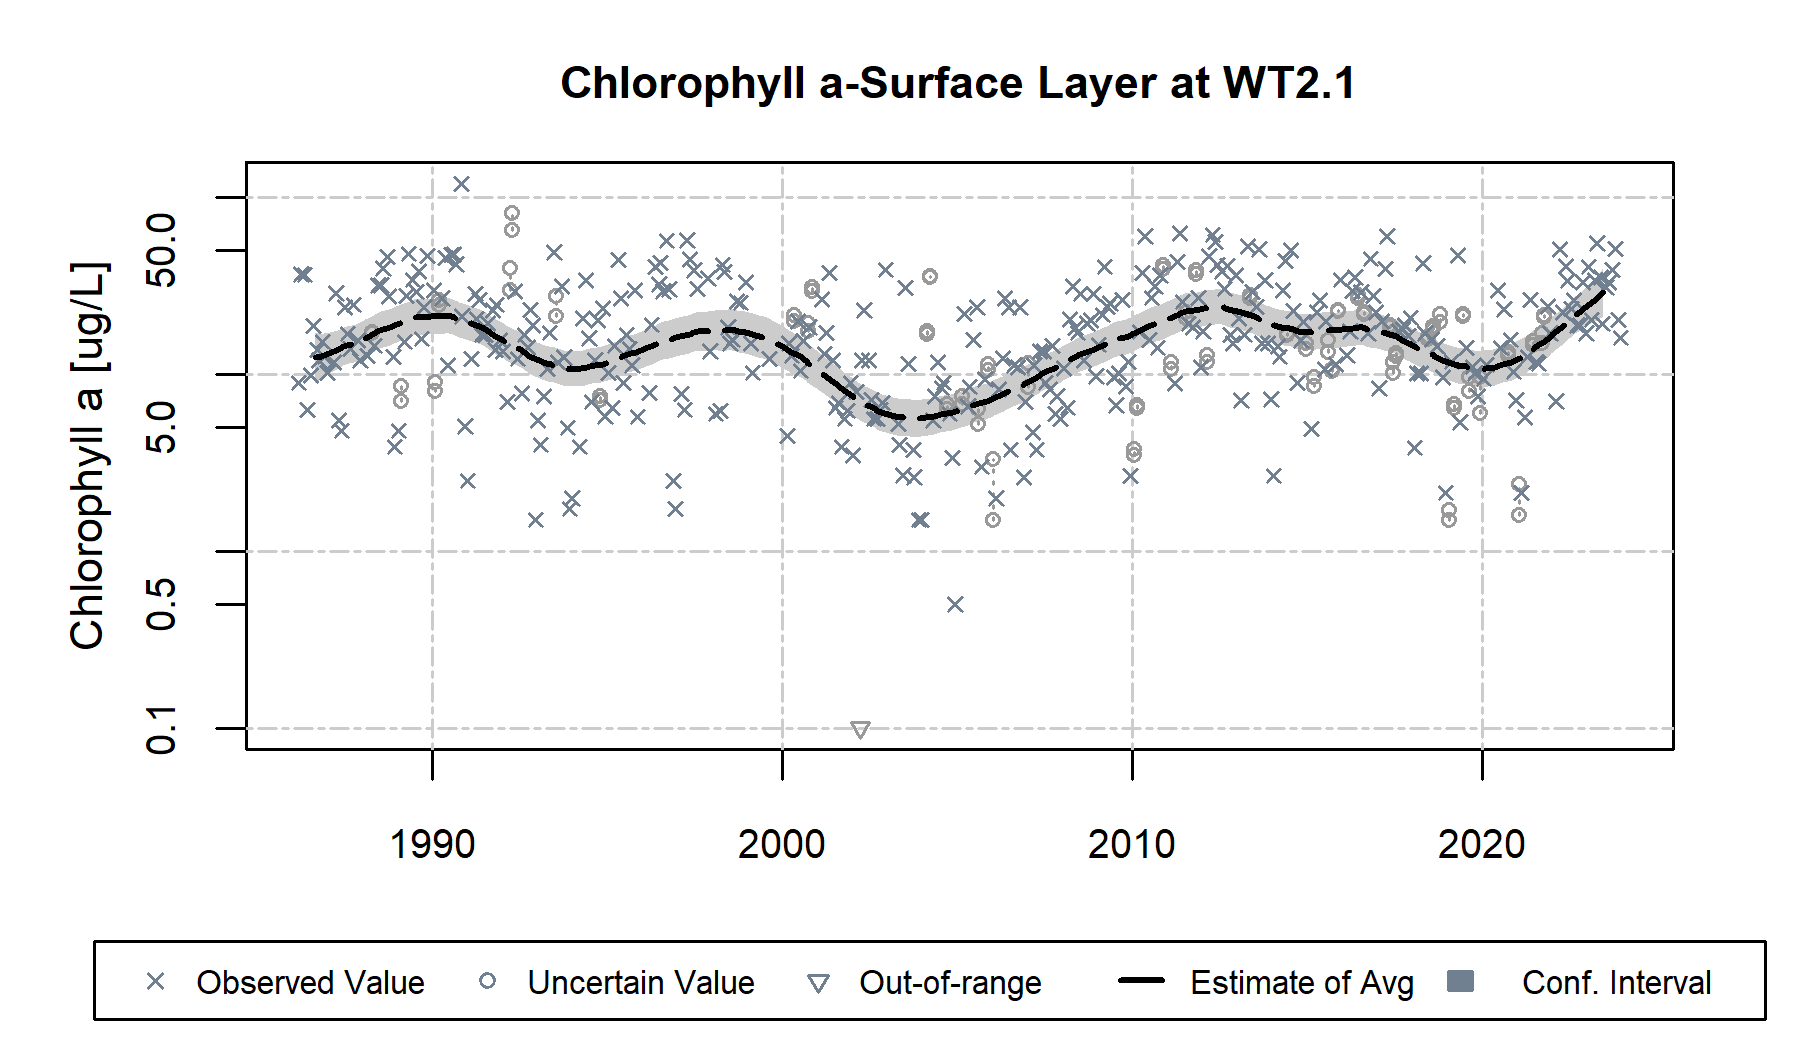 Chlorophyll a-Surface Layer at WT2.1
Chlorophyll a [ug/L]
50.0
5.0
0.5
0.1
1990 2000 2010 2020
Observed Value Uncertain Value Out-of-range Estimate of Avg Conf. Interval